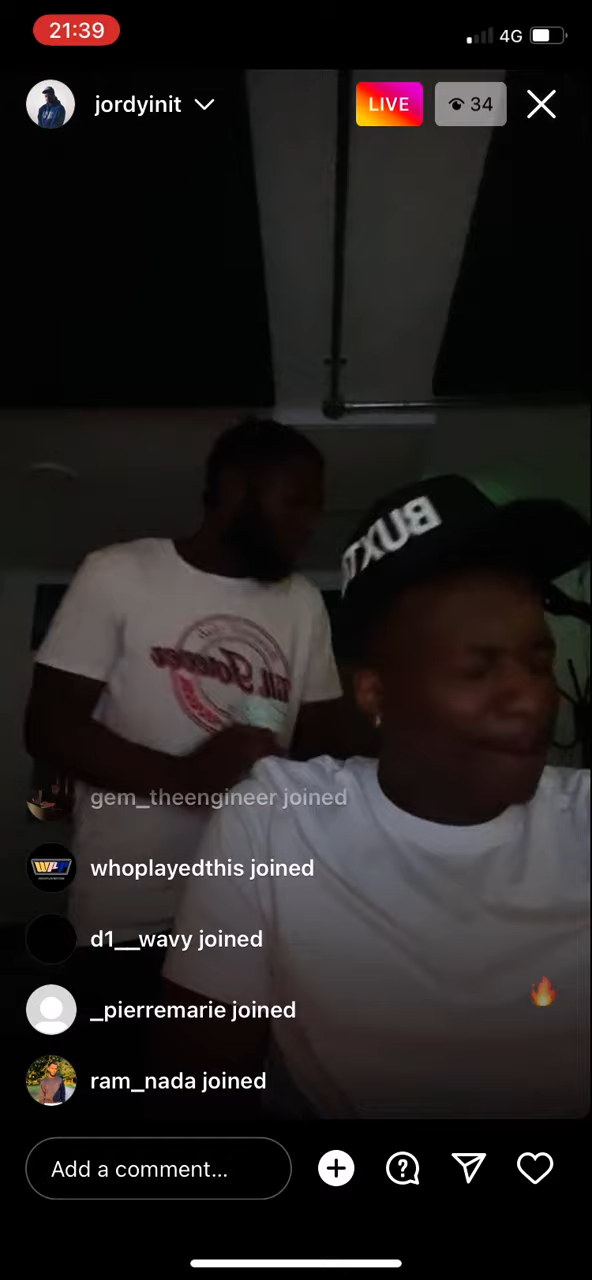 21:39
4G
jordyinit
LIVE
34
BUXT
gem_theengineer joined
whoplayedthis joined
d1__wavy joined
_pierremarie joined
ram_nada joined
Add a comment...